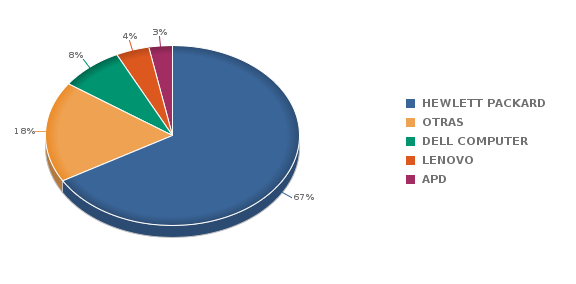 3%
4%
8%
18%
67%
HEWLETT PACKARD
OTRAS
DELL COMPUTER
LENOVO
APD